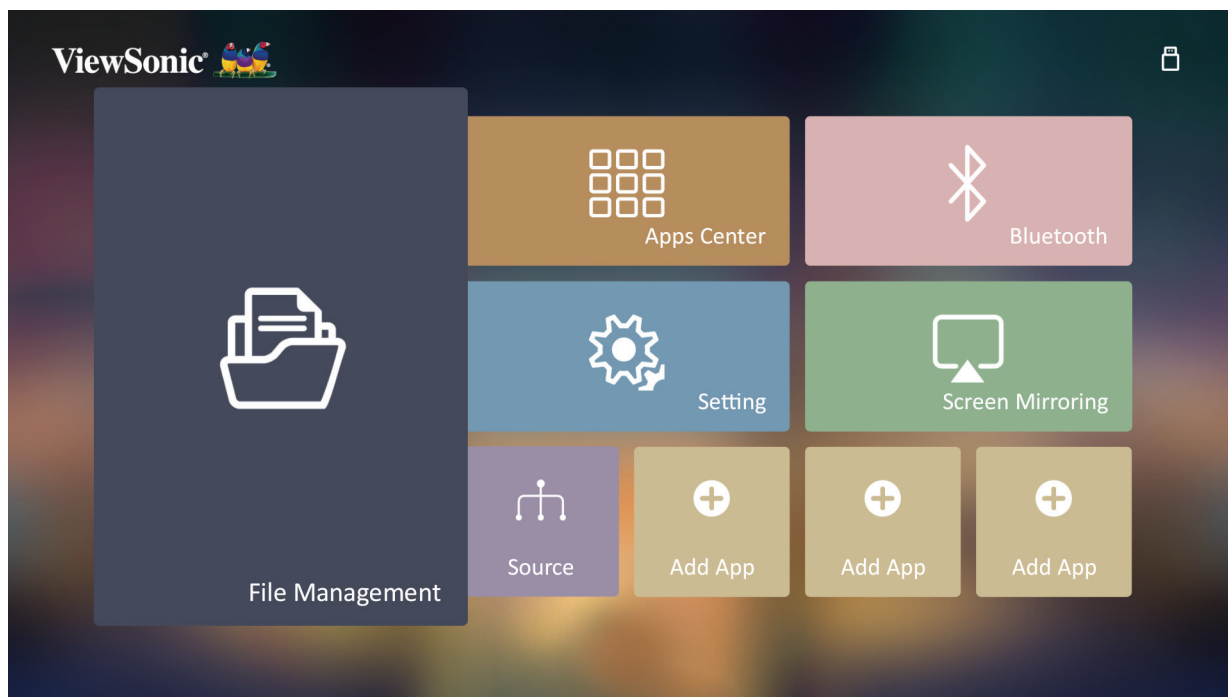 ViewSonic®
Apps Center
Bluetooth
Setting
Screen Mirroring
File Management
Source
Add App
Add App
Add App